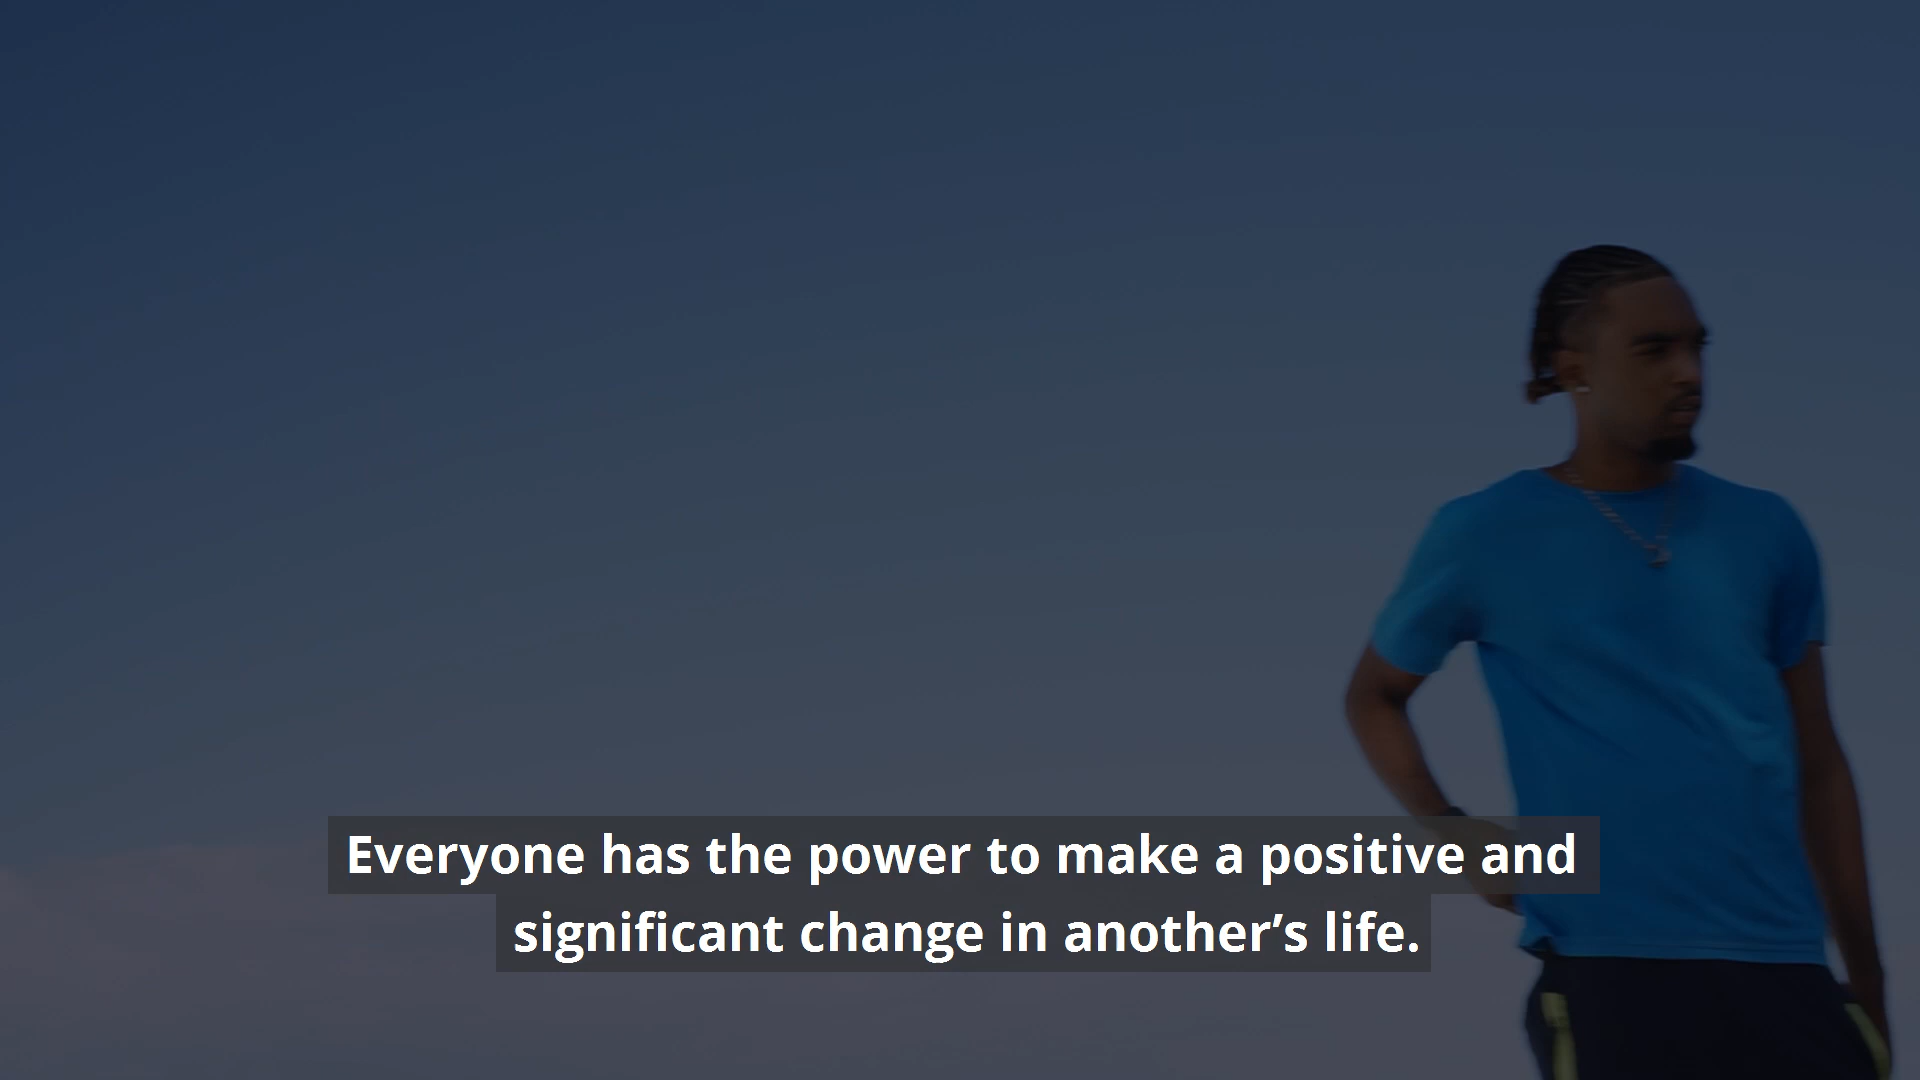 Everyone has the power to make a positive and
significant change in another’s life.